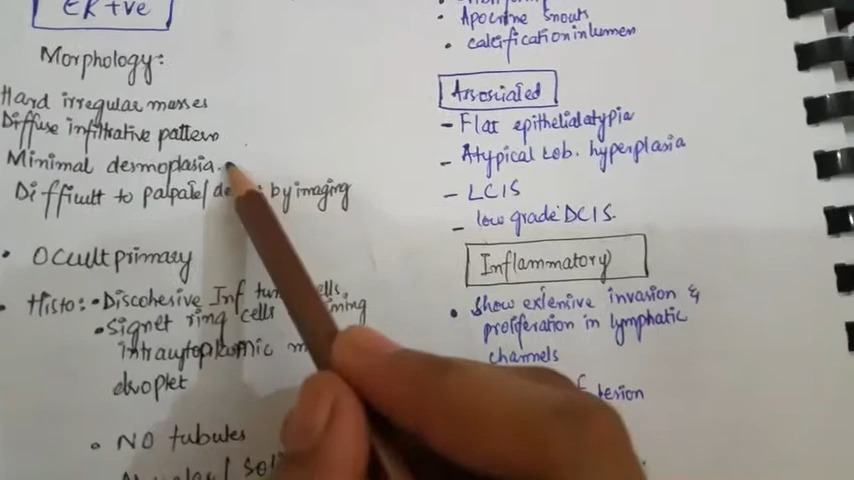 ER +ve
Morphology:
Hard irregular masses
Diffuse infiltrative pattern
Minimal desmoplasia.
Difficult to palpate/ by imaging
• Occult primary
• Histo: • Discohesive Inf
• Signet ring cells
intracytoplasmic
droplet
• NO tubules
• Apocrine snouts
• calcification in lumen
Associated
- Flat epithelial atypia
- Atypical Lob. hyperplasia
- LCIS
- low grade DCIS.
Inflammatory
• Show extensive invasion &
proliferation in lymphatic
channels